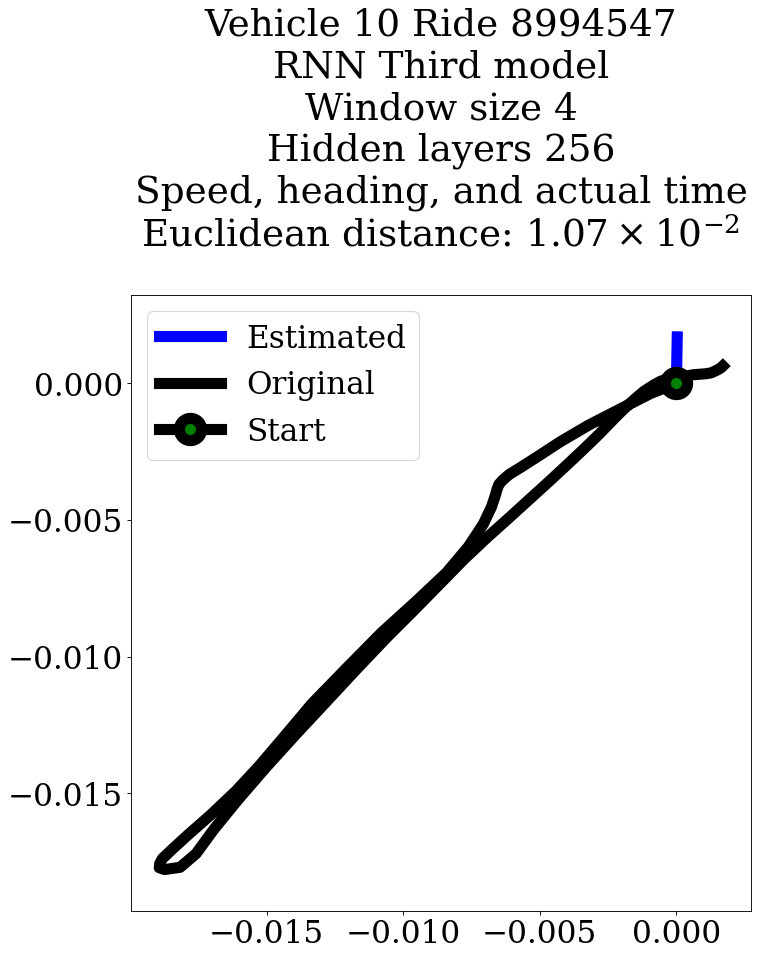 Vehicle 10 Ride 8994547
RNN Third model
Window size 4
Hidden layers 256
Speed, heading, and actual time
Euclidean distance: 1.07 × 10⁻²
Estimated
Original
Start
0.000
−0.005
−0.010
−0.015
−0.015 −0.010 −0.005 0.000